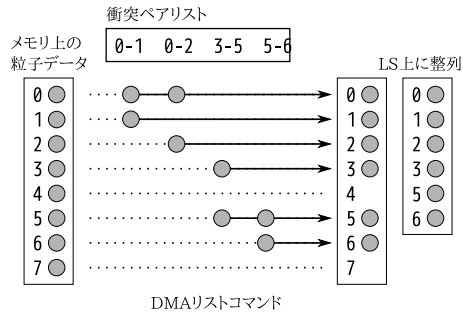 衝突ペアリスト
0-1 0-2 3-5 5-6
メモリ上の
粒子データ
LS上に整列
0 0 0
1 1 1
2 2 2
3 3 3
4 4 5
5 5 6
6 6
7 7
DMAリストコマンド